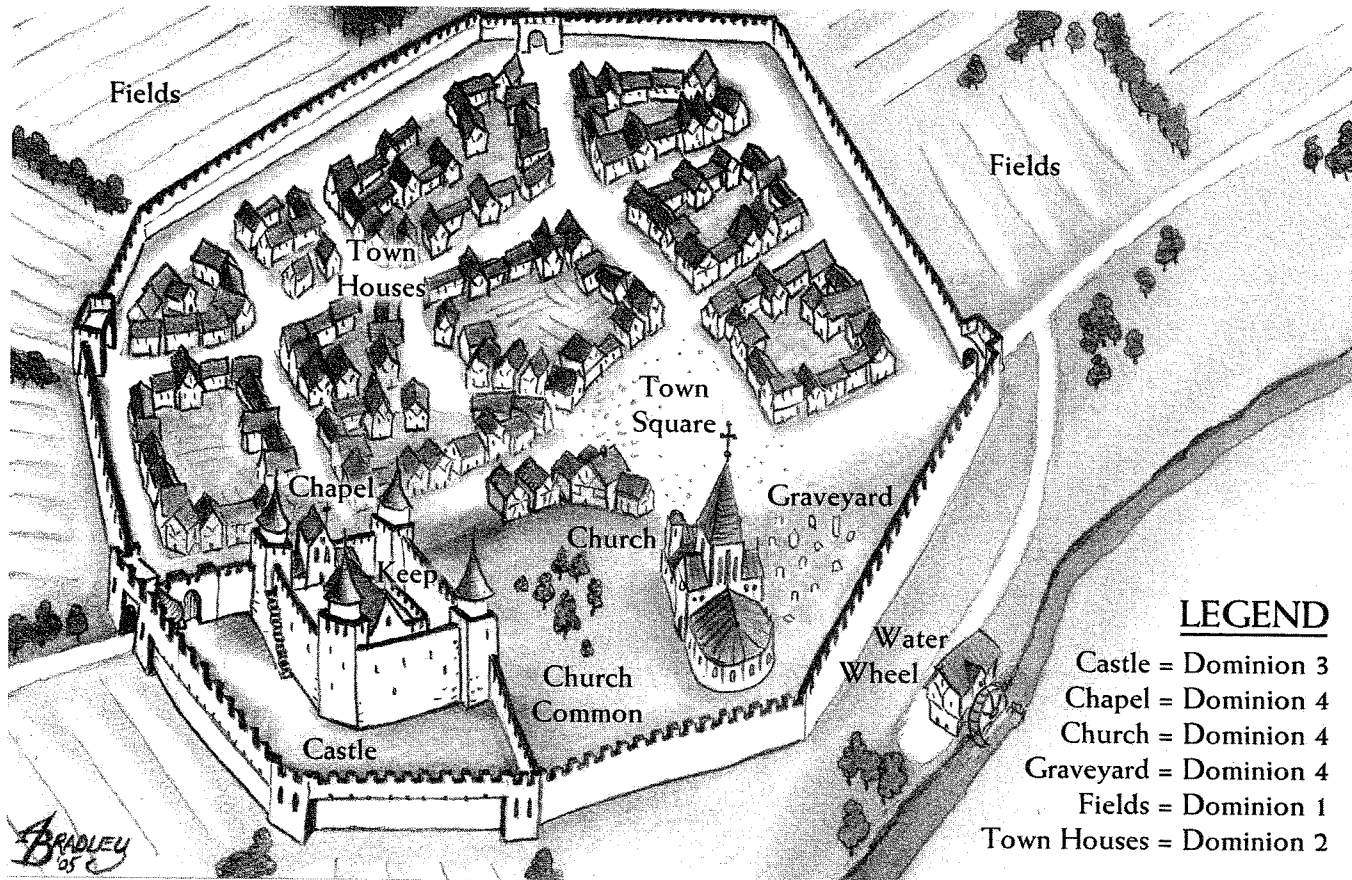 Fields
Fields
Town
Houses
Town
Square
Chapel
Graveyard
Church
Keep
Water
Wheel
Church
Common
Castle
LEGEND
Castle = Dominion 3
Chapel = Dominion 4
Church = Dominion 4
Graveyard = Dominion 4
Fields = Dominion 1
Town Houses = Dominion 2
ABRADLEY
'05 ©